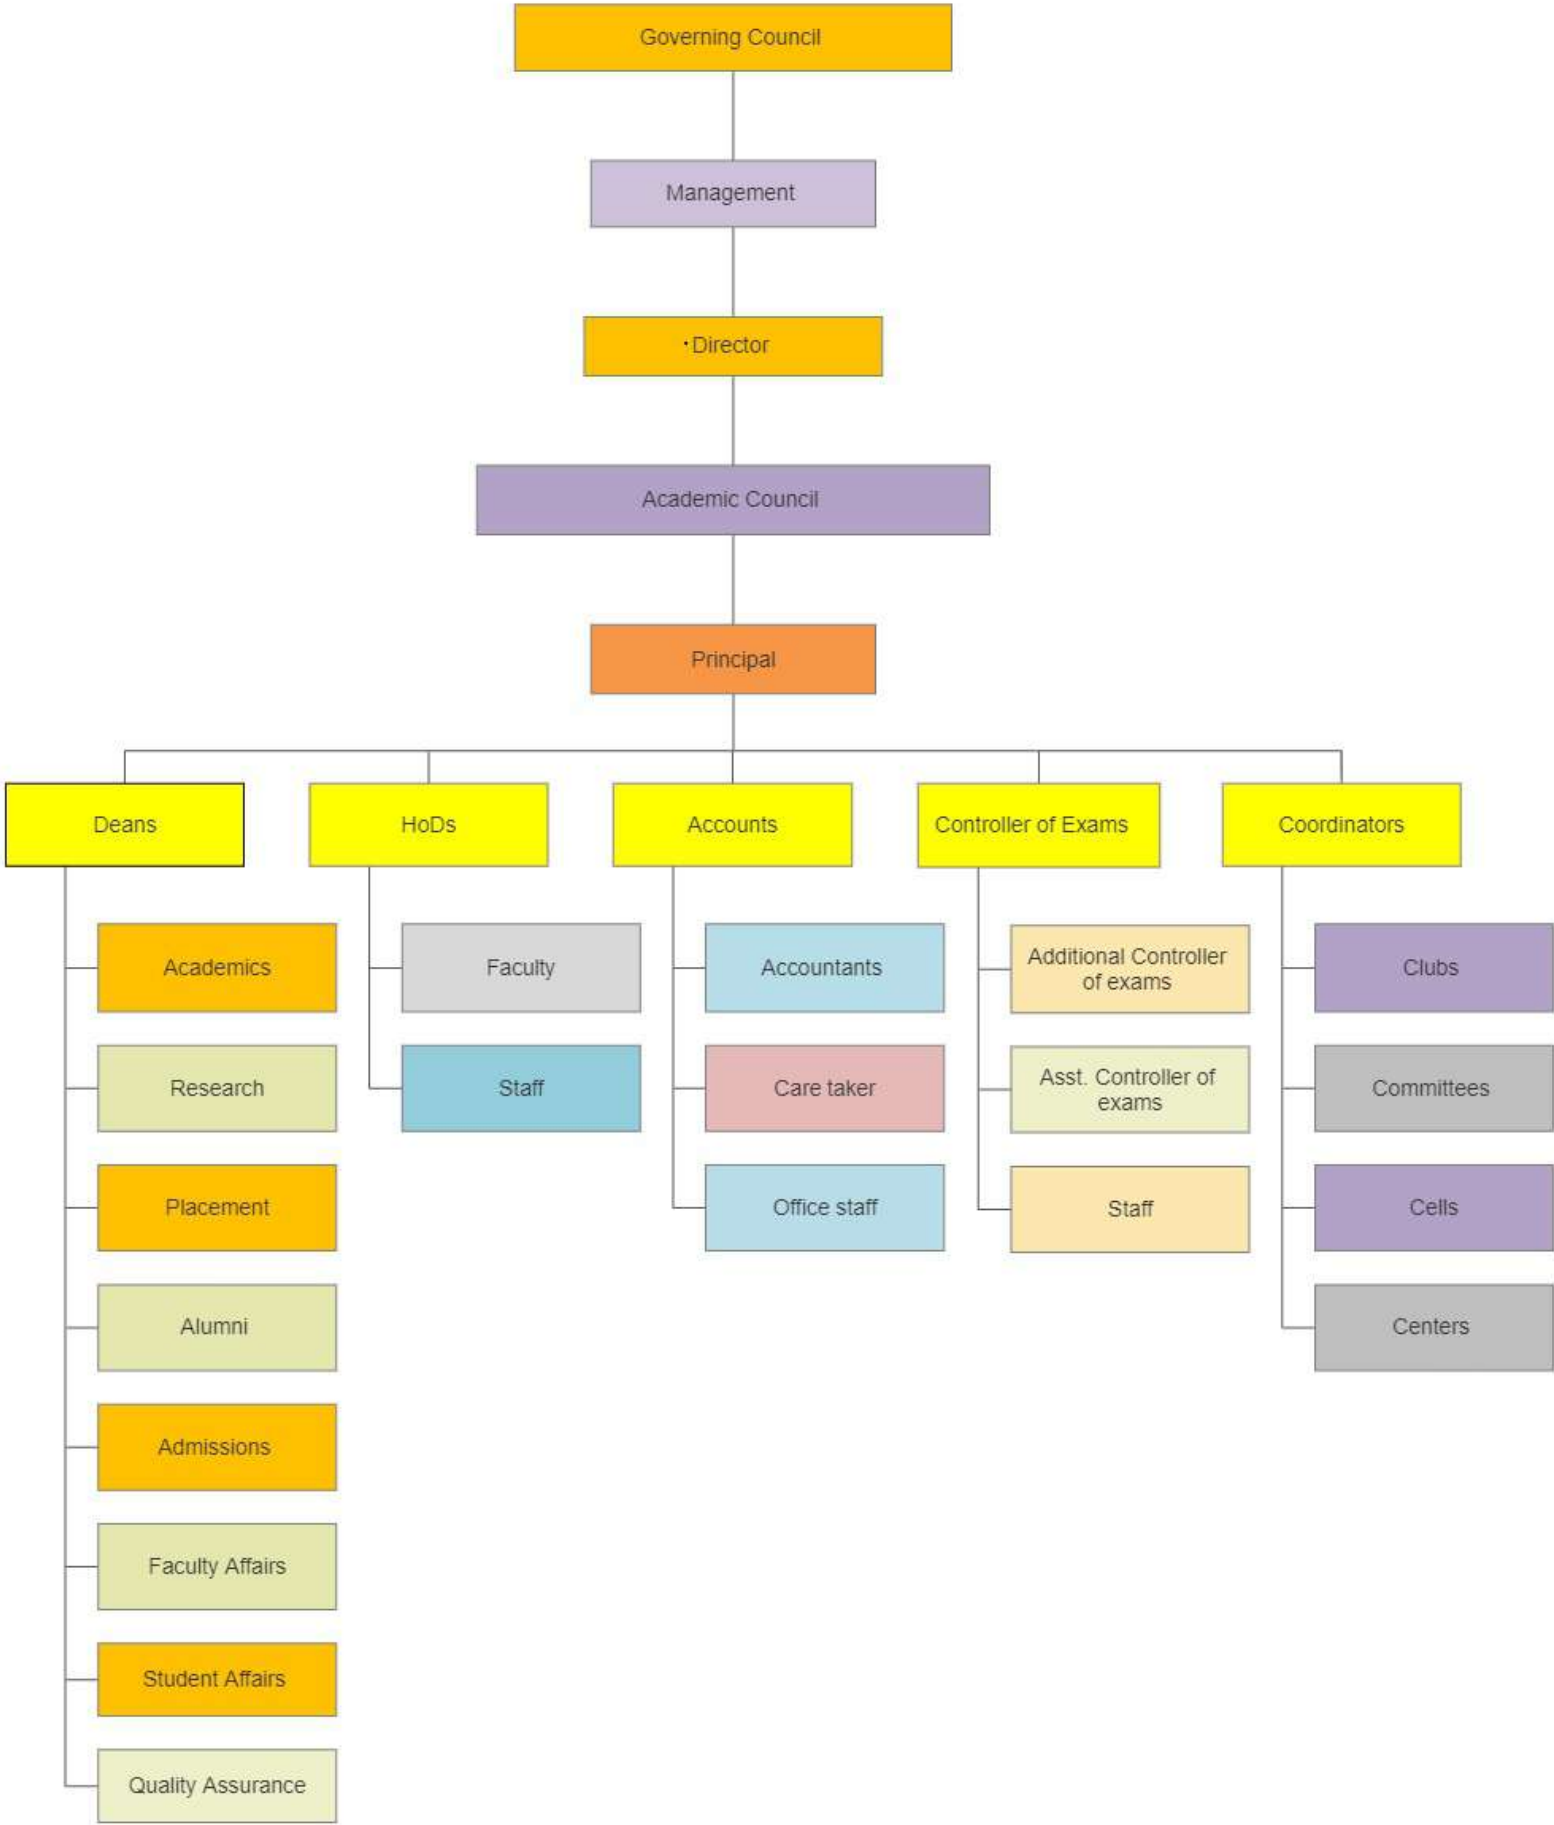 Governing Council
Management
·Director
Academic Council
Principal
Deans
HoDs
Accounts
Controller of Exams
Coordinators
Academics
Research
Placement
Alumni
Admissions
Faculty Affairs
Student Affairs
Quality Assurance
Faculty
Staff
Accountants
Care taker
Office staff
Additional Controller
of exams
Asst. Controller of
exams
Staff
Clubs
Committees
Cells
Centers